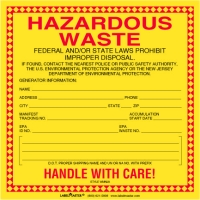 HAZARDOUS
WASTE
FEDERAL AND/OR STATE LAWS PROHIBIT
IMPROPER DISPOSAL.
IF FOUND, CONTACT THE NEAREST POLICE OR PUBLIC SAFETY AUTHORITY,
THE U.S. ENVIRONMENTAL PROTECTION AGENCY OR THE NEW JERSEY
DEPARTMENT OF ENVIRONMENTAL PROTECTION.
GENERATOR INFORMATION:
NAME
ADDRESS PHONE
CITY STATE ZIP
MANIFEST ACCUMULATION
TRACKING NO. START DATE
EPA EPA
ID NO. WASTE NO.
D.O.T. PROPER SHIPPING NAME AND UN OR NA NO. WITH PREFIX
HANDLE WITH CARE!